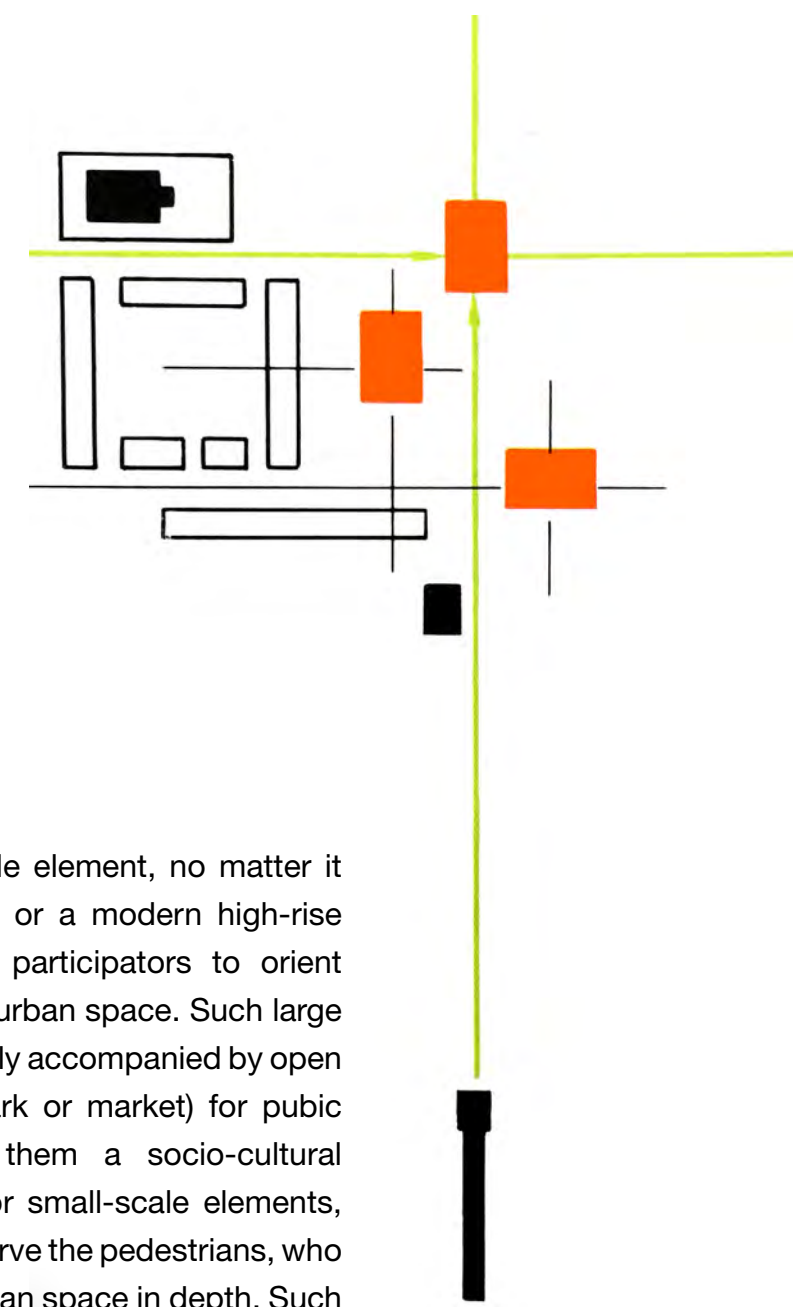 le element, no matter it
or a modern high-rise
participators to orient
urban space. Such large
ly accompanied by open
ark or market) for pubic
them a socio-cultural
or small-scale elements,
rve the pedestrians, who
an space in depth. Such